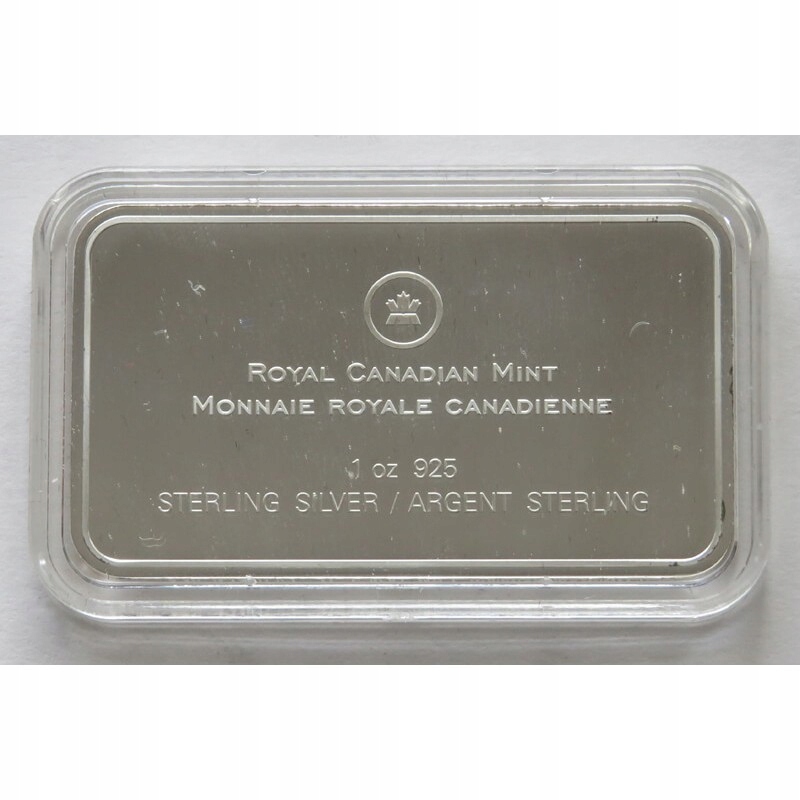 Royal Canadian Mint
Monnaie royale canadienne
1 oz 925
STERLING SILVER / ARGENT STERLING